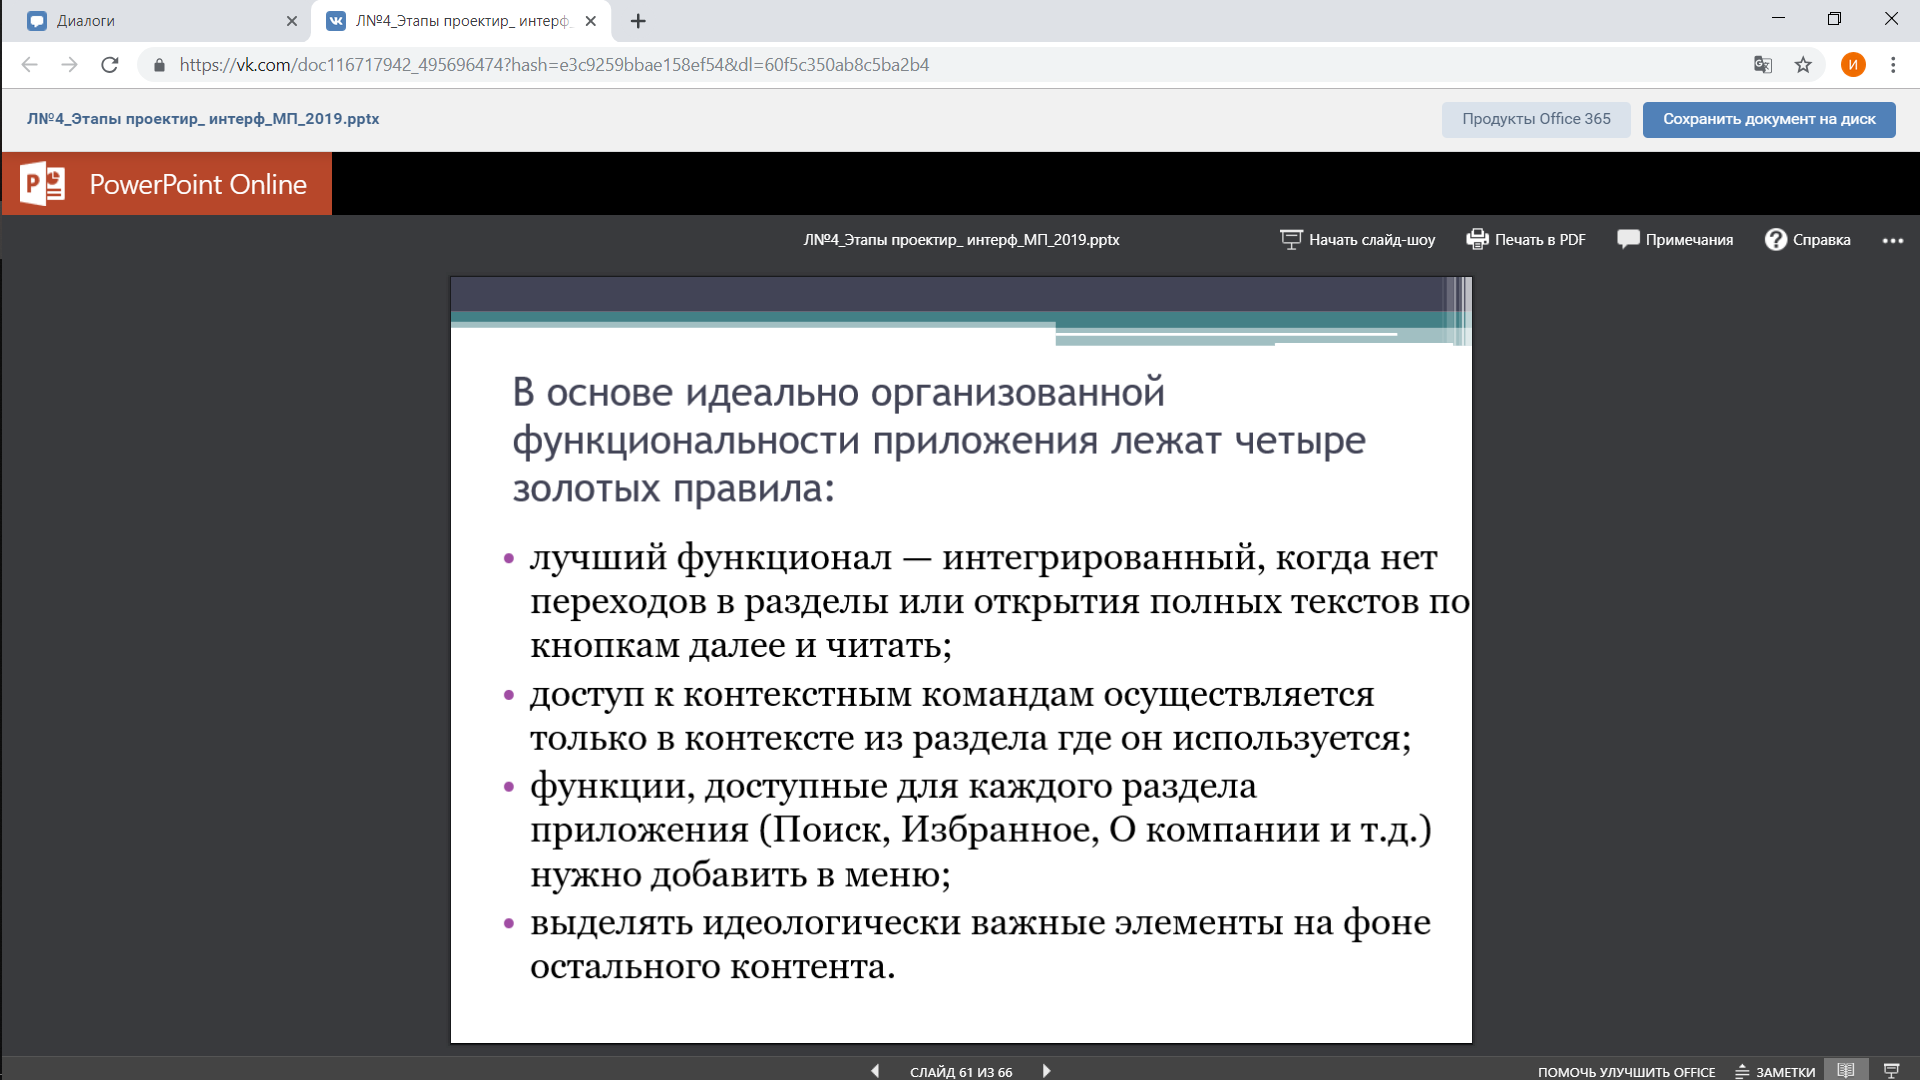 Диалоги
Л№4_Этапы проектир_ интерф_
https://vk.com/doc116717942_495696474?hash=e3c9259bbae158ef54&dl=60f5c350ab8c5ba2b4
И
Л№4_Этапы проектир_ интерф_МП_2019.pptx
Продукты Office 365
Сохранить документ на диск
PowerPoint Online
Л№4_Этапы проектир_ интерф_МП_2019.pptx
Начать слайд-шоу
Печать в PDF
Примечания
Справка
В основе идеально организованной
функциональности приложения лежат четыре
золотых правила:
• лучший функционал — интегрированный, когда нет
переходов в разделы или открытия полных текстов по
кнопкам далее и читать;
• доступ к контекстным командам осуществляется
только в контексте из раздела где он используется;
• функции, доступные для каждого раздела
приложения (Поиск, Избранное, О компании и т.д.)
нужно добавить в меню;
• выделять идеологически важные элементы на фоне
остального контента.
СЛАЙД 61 ИЗ 66
ПОМОЧЬ УЛУЧШИТЬ OFFICE
ЗАМЕТКИ